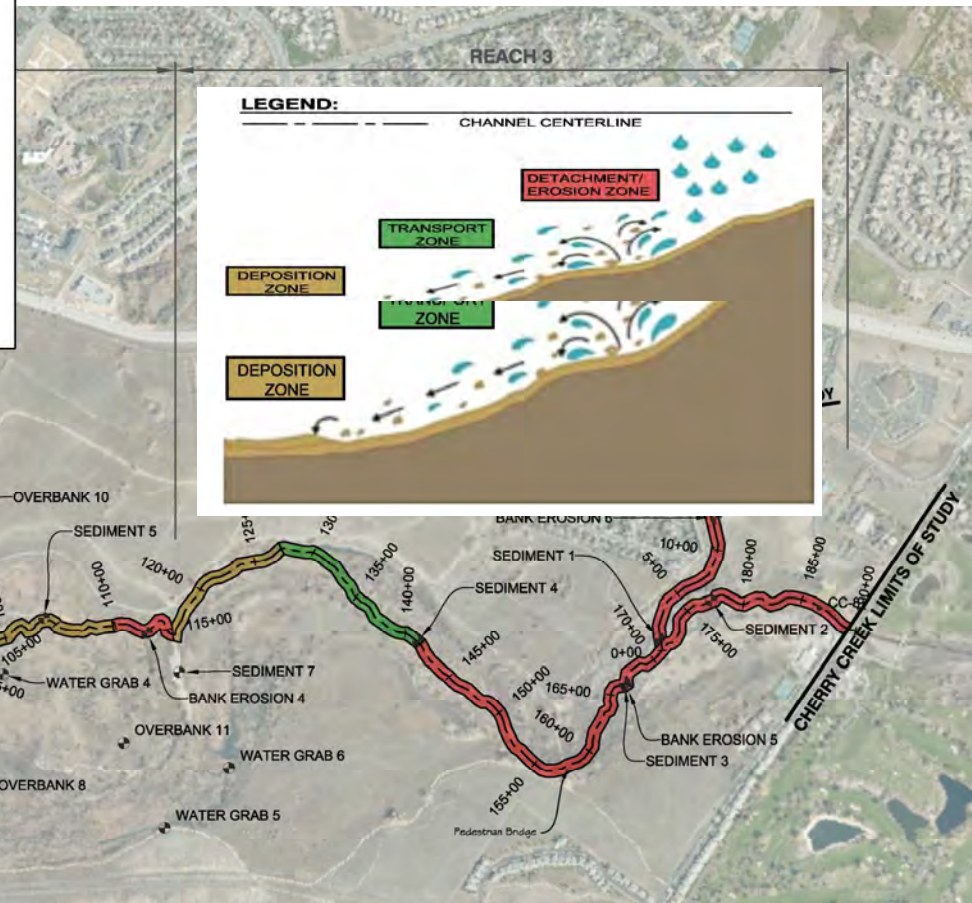 REACH 3
LEGEND:
CHANNEL CENTERLINE
DETACHMENT/
EROSION ZONE
TRANSPORT
ZONE
DEPOSITION
ZONE
ZONE
DEPOSITION
ZONE
OVERBANK 10
SEDIMENT 5
110+00
120+00
115+00
105+00
WATER GRAB 4
SEDIMENT 7
BANK EROSION 4
OVERBANK 11
WATER GRAB 6
OVERBANK 8
WATER GRAB 5
135+00
140+00
SEDIMENT 4
145+00
150+00
155+00
160+00
165+00
Pedestrian Bridge
BANK EROSION 6
SEDIMENT 1
10+00
5+00
0+00
170+00
175+00
180+00
185+00
SEDIMENT 2
BANK EROSION 5
SEDIMENT 3
CHERRY CREEK LIMITS OF STUDY